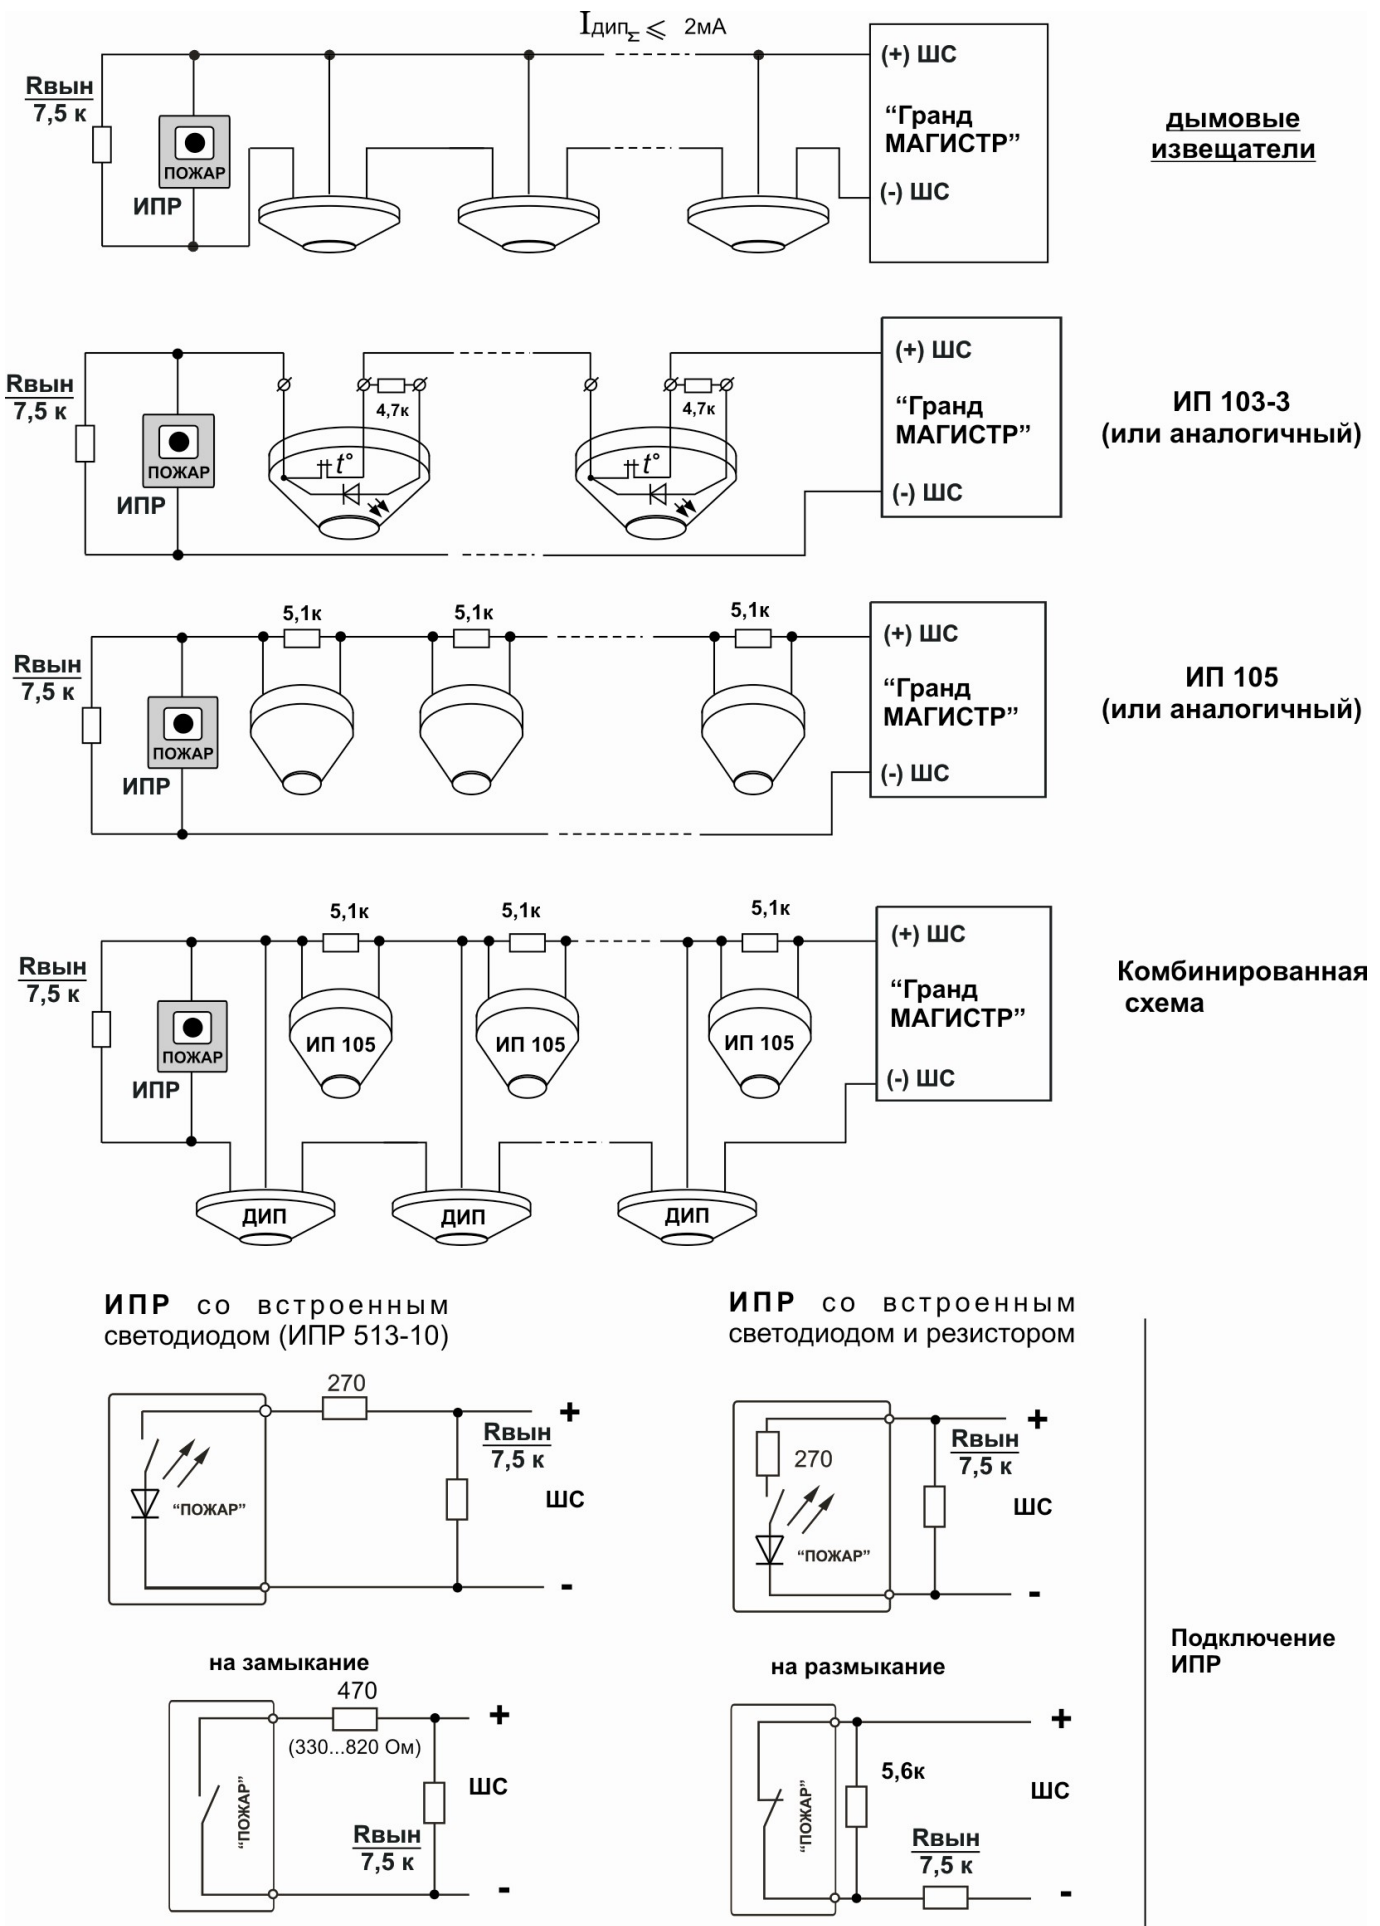 Iдип Σ ⩽ 2мА
Rвын
7,5 к
ПОЖАР
ИПР
(+) ШС
“Гранд
МАГИСТР”
(-) ШС
дымовые
извещатели
Rвын
7,5 к
ПОЖАР
ИПР
4,7к
t°
4,7к
t°
(+) ШС
“Гранд
МАГИСТР”
(-) ШС
ИП 103-3
(или аналогичный)
Rвын
7,5 к
ПОЖАР
ИПР
5,1к
5,1к
5,1к
(+) ШС
“Гранд
МАГИСТР”
(-) ШС
ИП 105
(или аналогичный)
Rвын
7,5 к
ПОЖАР
ИПР
5,1к
5,1к
5,1к
ИП 105
ИП 105
ИП 105
ДИП
ДИП
ДИП
(+) ШС
“Гранд
МАГИСТР”
(-) ШС
Комбинированная
схема
ИПР со встроенным
светодиодом (ИПР 513-10)
270
+
Rвын
7,5 к
“ПОЖАР”
ШС
-
ИПР со встроенным
светодиодом и резистором
+
Rвын
7,5 к
270
ШС
“ПОЖАР”
-
на замыкание
470
+
(330...820 Ом)
“ПОЖАР”
ШС
Rвын
7,5 к
-
на размыкание
+
5,6к
“ПОЖАР”
ШС
Rвын
7,5 к
-
Подключение
ИПР